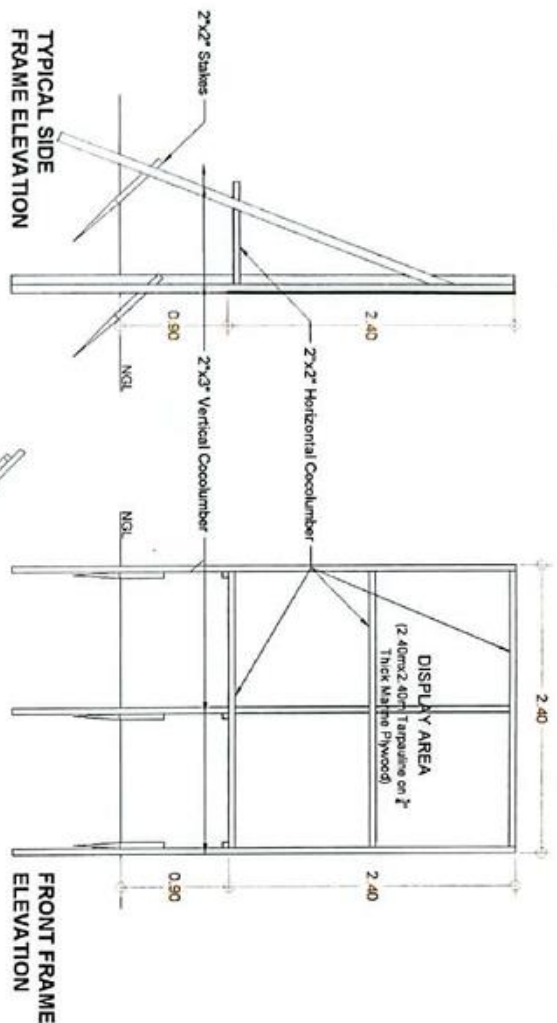 2.40
DISPLAY AREA
(2.40mx2.40m Tarpauline on
Thick Marine Plywood)
2.40
2.40
2"x2" Horizontal Cocolumber
2"x3" Vertical Cocolumber
0.90
0.90
NGL
NGL
2"x2" Stakes
TYPICAL SIDE
FRAME ELEVATION
FRONT FRAME
ELEVATION